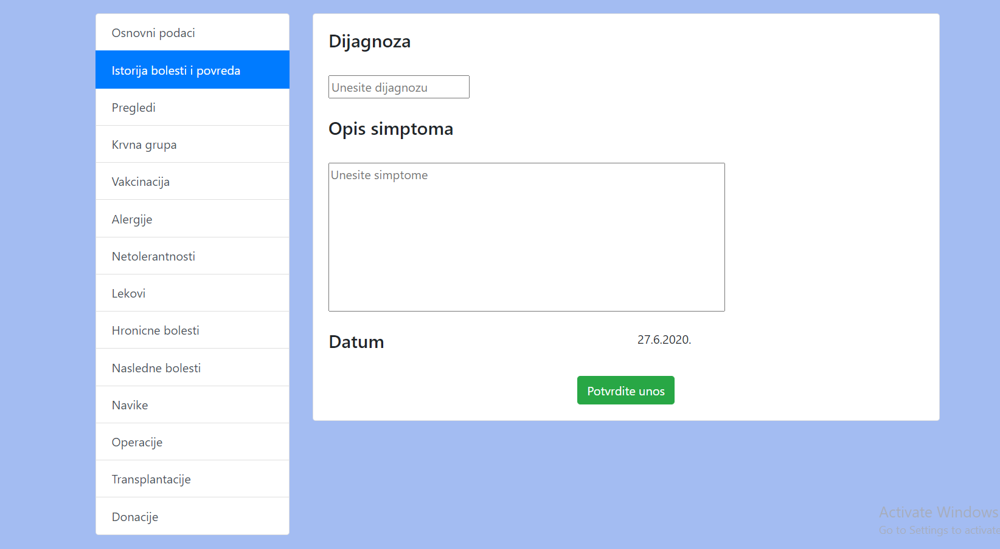 Osnovni podaci
Istorija bolesti i povreda
Pregledi
Krvna grupa
Vakcinacija
Alergije
Netolerantnosti
Lekovi
Hronicne bolesti
Nasledne bolesti
Navike
Operacije
Transplantacije
Donacije
Dijagnoza
Unesite dijagnozu
Opis simptoma
Unesite simptome
Datum
27.6.2020.
Potvrdite unos
Activate Windows
Go to Settings to activate